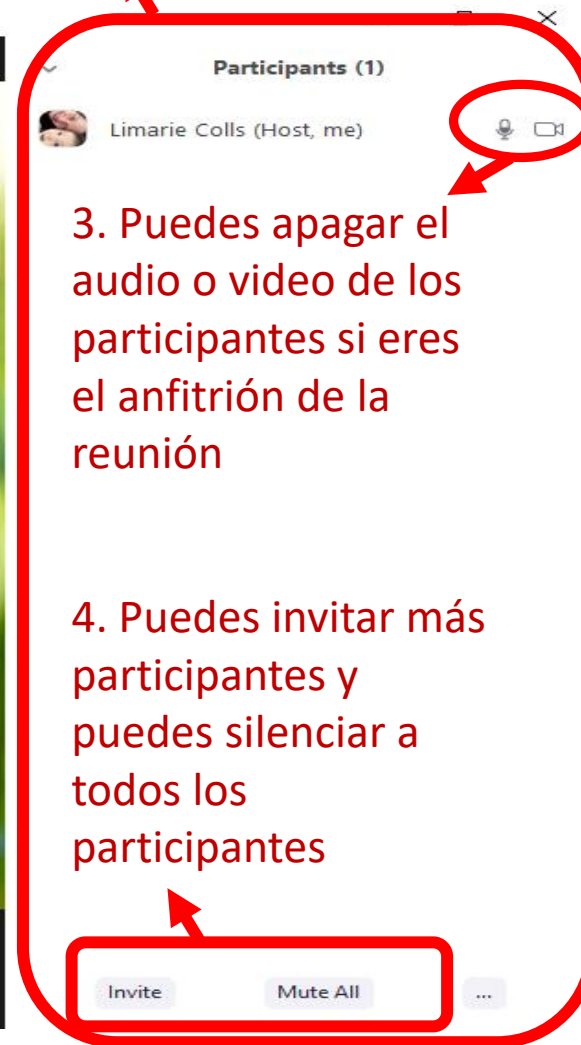 Participants (1)
Limarie Colls (Host, me)
3. Puedes apagar el
audio o video de los
participantes si eres
el anfitrión de la
reunión
4. Puedes invitar más
participantes y
puedes silenciar a
todos los
participantes
Invite Mute All ...